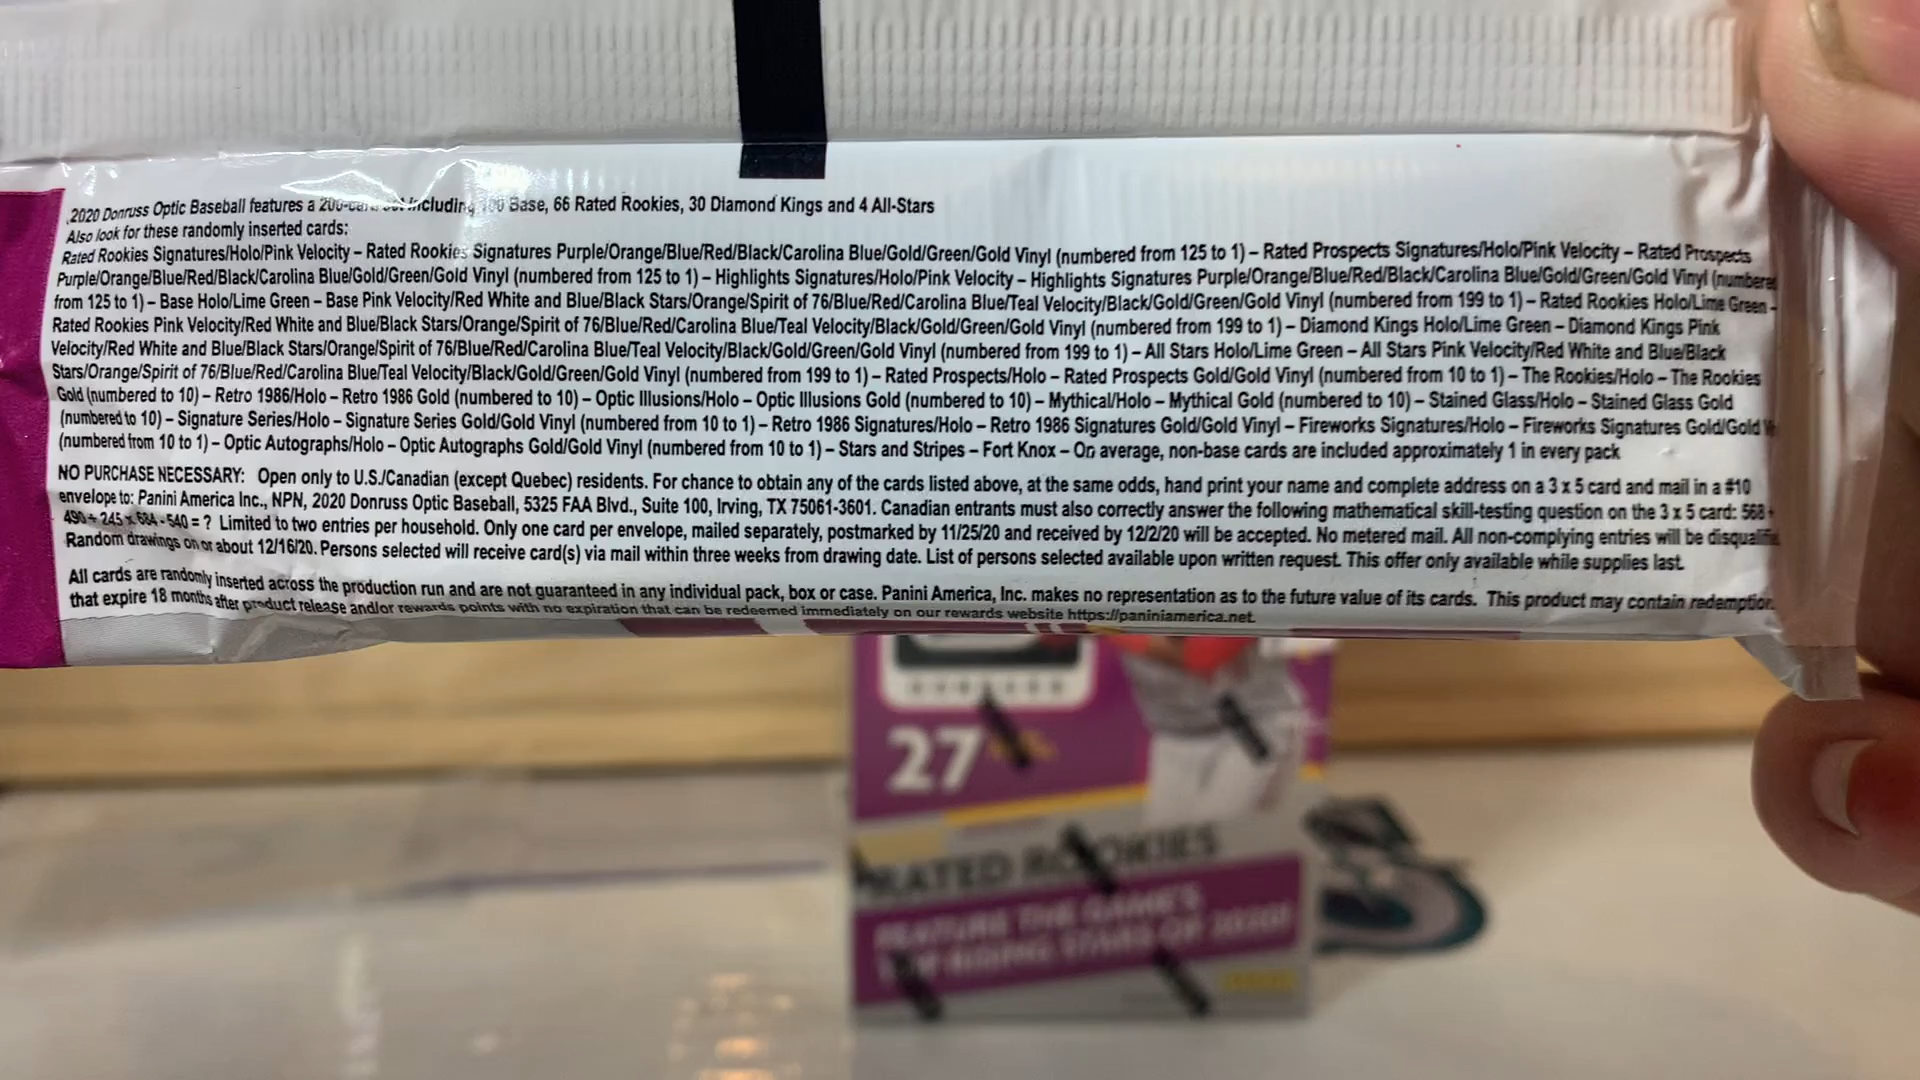 2020 Donruss Optic Baseball features a 200-card set including 100 Base, 66 Rated Rookies, 30 Diamond Kings and 4 All-Stars
Also look for these randomly inserted cards:
Rated Rookies Signatures/Holo/Pink Velocity – Rated Rookies Signatures Purple/Orange/Blue/Red/Black/Carolina Blue/Gold/Green/Gold Vinyl (numbered from 125 to 1) – Rated Prospects Signatures/Holo/Pink Velocity – Rated Prospects
Purple/Orange/Blue/Red/Black/Carolina Blue/Gold/Green/Gold Vinyl (numbered from 125 to 1) – Highlights Signatures/Holo/Pink Velocity – Highlights Signatures Purple/Orange/Blue/Red/Black/Carolina Blue/Gold/Green/Gold Vinyl (numbered
from 125 to 1) – Base Holo/Lime Green – Base Pink Velocity/Red White and Blue/Black Stars/Orange/Spirit of 76/Blue/Red/Carolina Blue/Teal Velocity/Black/Gold/Green/Gold Vinyl (numbered from 199 to 1) – Rated Rookies Holo/Lime Green –
Rated Rookies Pink Velocity/Red White and Blue/Black Stars/Orange/Spirit of 76/Blue/Red/Carolina Blue/Teal Velocity/Black/Gold/Green/Gold Vinyl (numbered from 199 to 1) – Diamond Kings Holo/Lime Green – Diamond Kings Pink
Velocity/Red White and Blue/Black Stars/Orange/Spirit of 76/Blue/Red/Carolina Blue/Teal Velocity/Black/Gold/Green/Gold Vinyl (numbered from 199 to 1) – All Stars Holo/Lime Green – All Stars Pink Velocity/Red White and Blue/Black
Stars/Orange/Spirit of 76/Blue/Red/Carolina Blue/Teal Velocity/Black/Gold/Green/Gold Vinyl (numbered from 199 to 1) – Rated Prospects/Holo – Rated Prospects Gold/Gold Vinyl (numbered from 10 to 1) – The Rookies/Holo – The Rookies
Gold (numbered to 10) – Retro 1986/Holo – Retro 1986 Gold (numbered to 10) – Optic Illusions/Holo – Optic Illusions Gold (numbered to 10) – Mythical/Holo – Mythical Gold (numbered to 10) – Stained Glass/Holo – Stained Glass Gold
(numbered to 10) – Signature Series/Holo – Signature Series Gold/Gold Vinyl (numbered from 10 to 1) – Retro 1986 Signatures/Holo – Retro 1986 Signatures Gold/Gold Vinyl – Fireworks Signatures/Holo – Fireworks Signatures Gold/Gold
(numbered from 10 to 1) – Optic Autographs/Holo – Optic Autographs Gold/Gold Vinyl (numbered from 10 to 1) – Stars and Stripes – Fort Knox – On average, non-base cards are included approximately 1 in every pack
NO PURCHASE NECESSARY: Open only to U.S./Canadian (except Quebec) residents. For chance to obtain any of the cards listed above, at the same odds, hand print your name and complete address on a 3 x 5 card and mail in a #10
envelope to: Panini America Inc., NPN, 2020 Donruss Optic Baseball, 5325 FAA Blvd., Suite 100, Irving, TX 75061-3601. Canadian entrants must also correctly answer the following mathematical skill-testing question on the 3 x 5 card: 568 +
490 ÷ 245 x 684 - 540 = ? Limited to two entries per household. Only one card per envelope, mailed separately, postmarked by 11/25/20 and received by 12/2/20 will be accepted. No metered mail. All non-complying entries will be disqualifie
Random drawings on or about 12/16/20. Persons selected will receive card(s) via mail within three weeks from drawing date. List of persons selected available upon written request. This offer only available while supplies last.
All cards are randomly inserted across the production run and are not guaranteed in any individual pack, box or case. Panini America, Inc. makes no representation as to the future value of its cards. This product may contain redemption
that expire 18 months after product release and/or rewards points with no expiration that can be redeemed immediately on our rewards website https://paniniamerica.net.
DONRUSS
27
RATED ROOKIES
FEATURE THE GAME'S
TOP RISING STARS OF 2020!